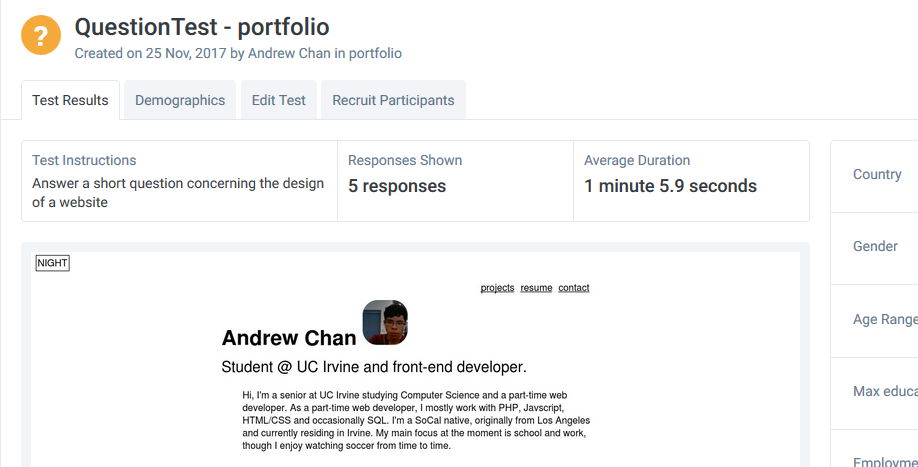 ?
QuestionTest - portfolio
Created on 25 Nov, 2017 by Andrew Chan in portfolio
Test Results
Demographics
Edit Test
Recruit Participants
Test Instructions
Answer a short question concerning the design
of a website
Responses Shown
5 responses
Average Duration
1 minute 5.9 seconds
Country
Gender
Age Range
Max educa
Employme
NIGHT
projects resume contact
Andrew Chan
Student @ UC Irvine and front-end developer.
Hi, I'm a senior at UC Irvine studying Computer Science and a part-time web
developer. As a part-time web developer, I mostly work with PHP, Javscript,
HTML/CSS and occasionally SQL. I'm a SoCal native, originally from Los Angeles
and currently residing in Irvine. My main focus at the moment is school and work,
though I enjoy watching soccer from time to time.